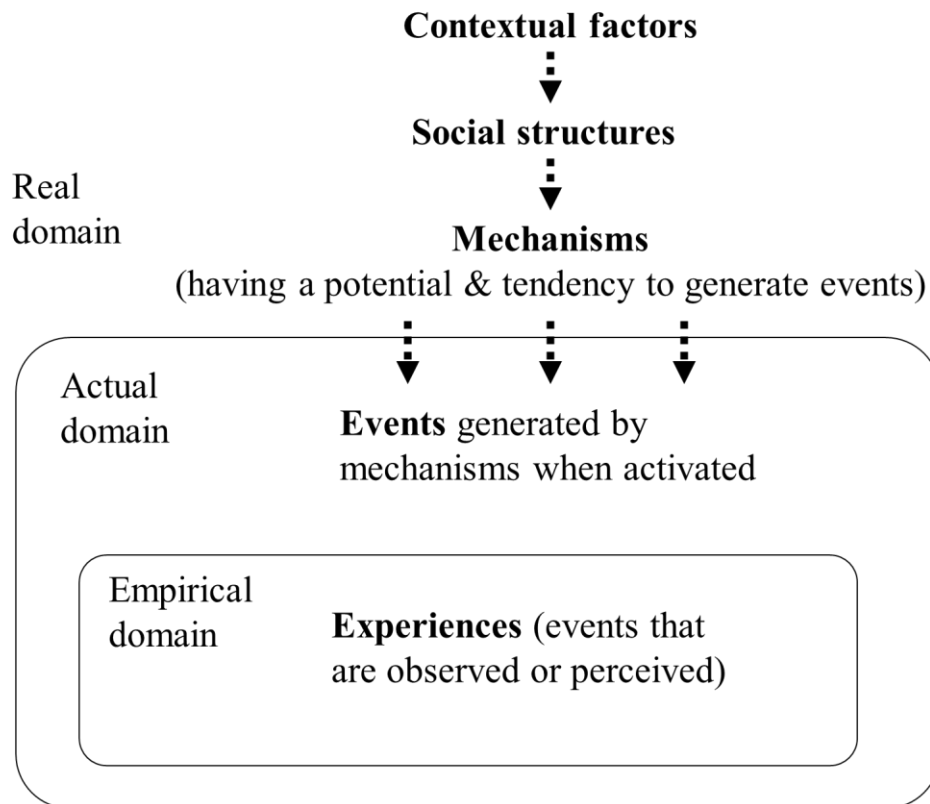 Contextual factors
Social structures
Real
domain
Mechanisms
(having a potential & tendency to generate events)
Actual
domain
Events generated by
mechanisms when activated
Empirical
domain
Experiences (events that
are observed or perceived)